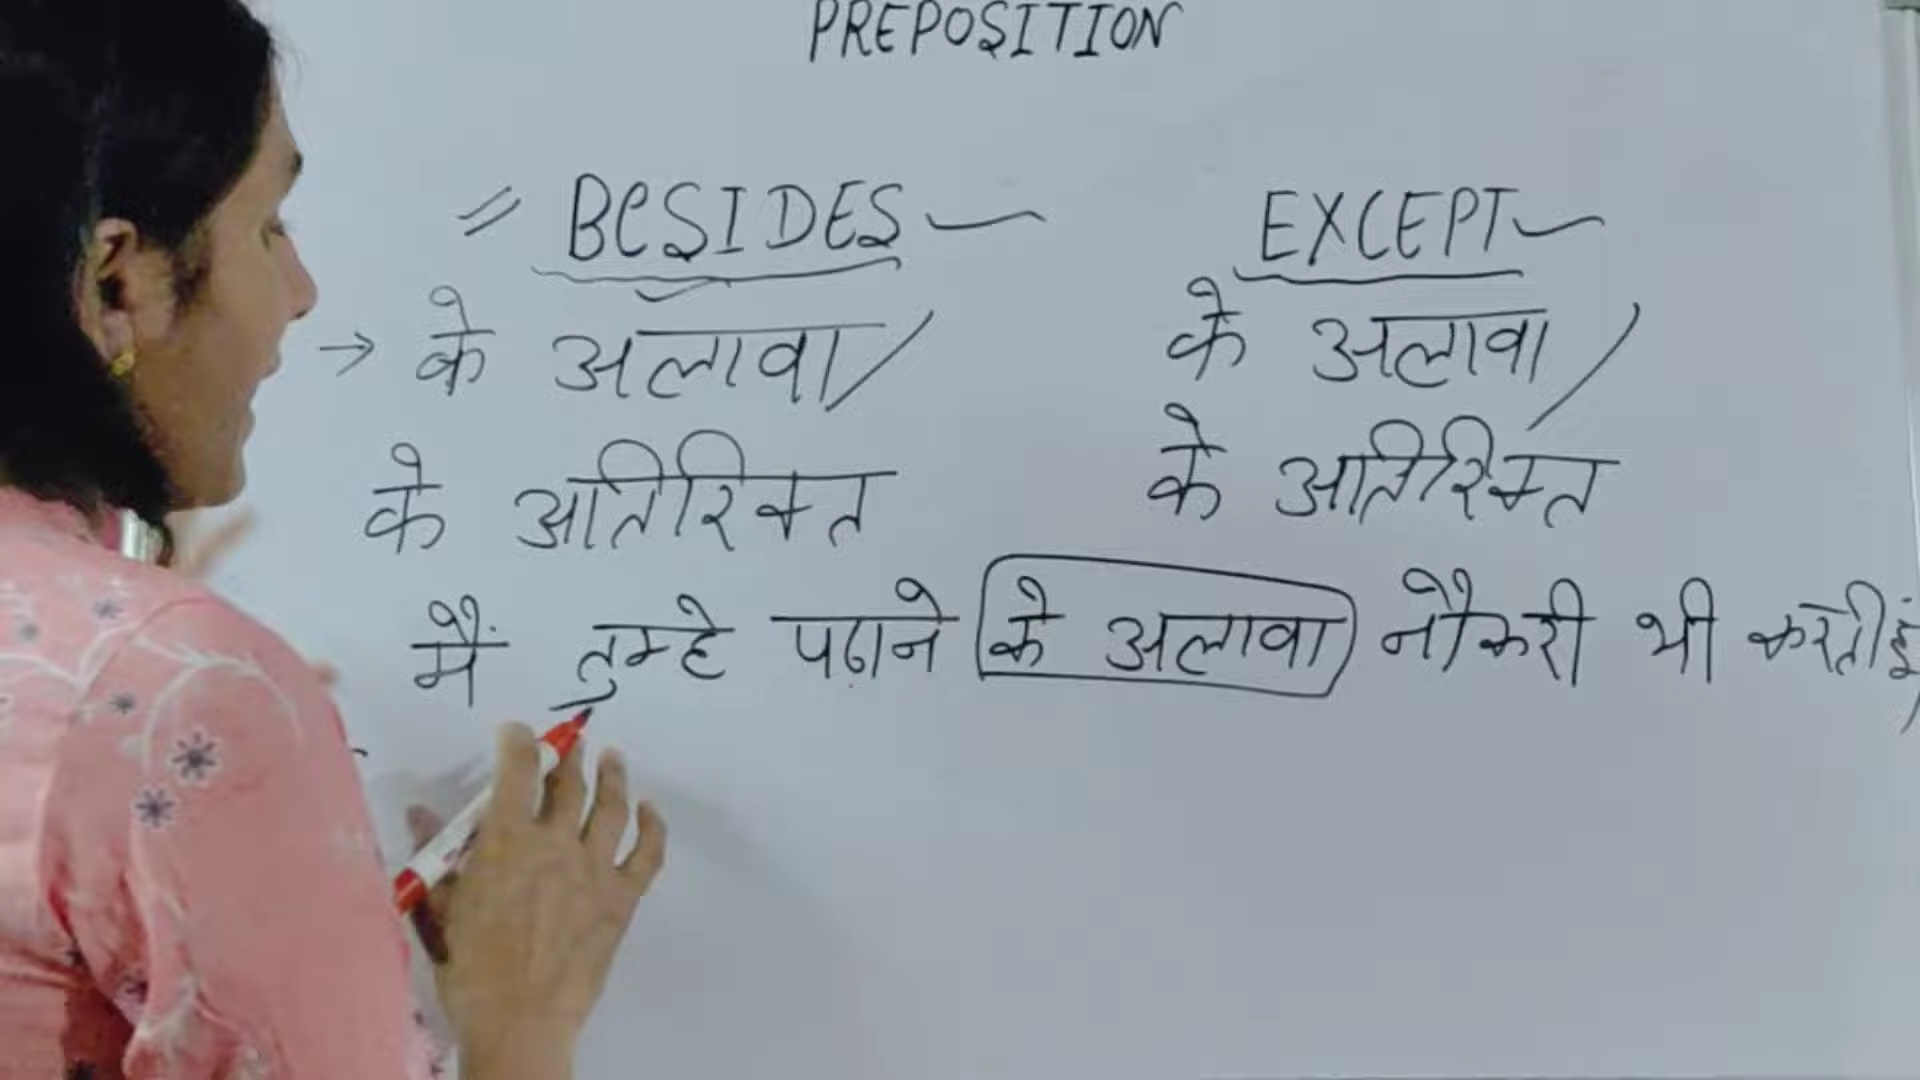 PREPOSITION
BESIDES EXCEPT
→ के अलावा/ के अलावा/
के अतिरिक्त के अतिरिक्त
मैं तुम्हे पढाने के अलावा नौकरी भी करती हूं